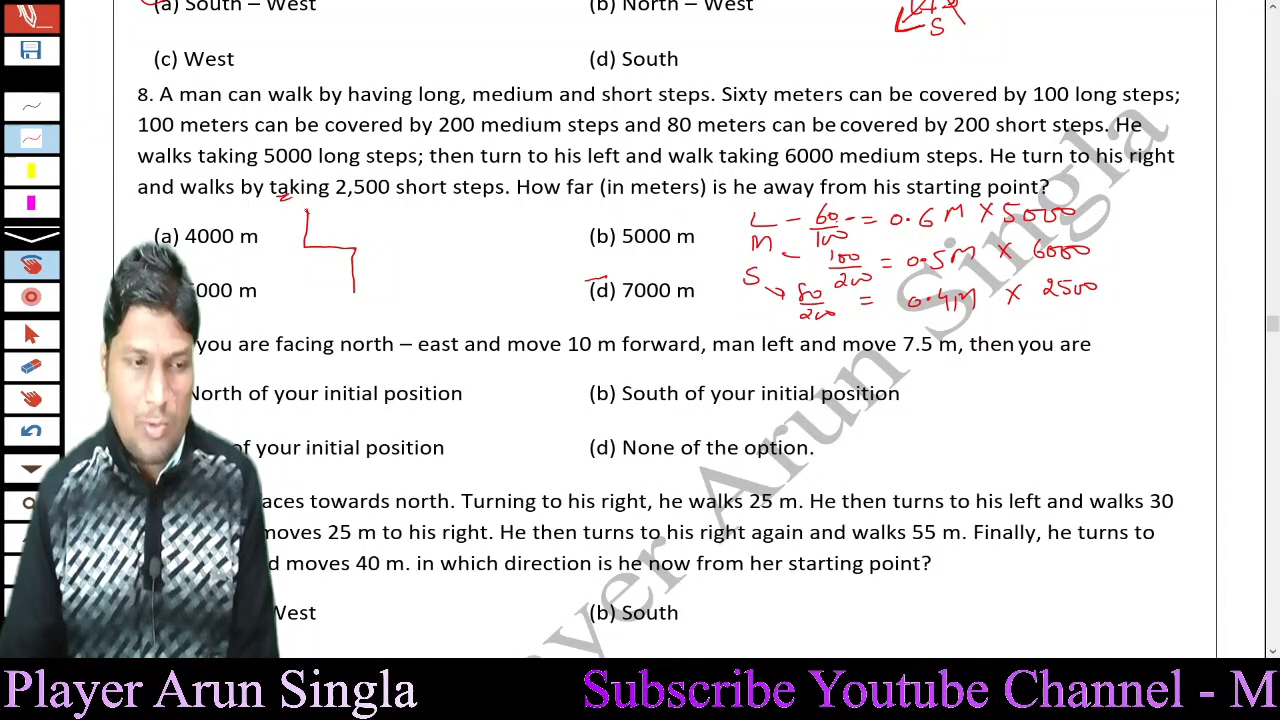 (a) South – West
(b) North – West
S
(c) West
(d) South
8. A man can walk by having long, medium and short steps. Sixty meters can be covered by 100 long steps;
100 meters can be covered by 200 medium steps and 80 meters can be covered by 200 short steps. He
walks taking 5000 long steps; then turn to his left and walk taking 6000 medium steps. He turn to his right
and walks by taking 2,500 short steps. How far (in meters) is he away from his starting point?
(a) 4000 m
(b) 5000 m
L – 60/100 = 0.6 M × 5000
M – 100/200 = 0.5 M × 6000
S → 80/200 = 0.4 M × 2500
000 m
(d) 7000 m
you are facing north – east and move 10 m forward, man left and move 7.5 m, then you are
North of your initial position
(b) South of your initial position
of your initial position
(d) None of the option.
aces towards north. Turning to his right, he walks 25 m. He then turns to his left and walks 30
moves 25 m to his right. He then turns to his right again and walks 55 m. Finally, he turns to
d moves 40 m. in which direction is he now from her starting point?
West
(b) South
Player Arun Singla
Player Arun Singla
Subscribe Youtube Channel - M